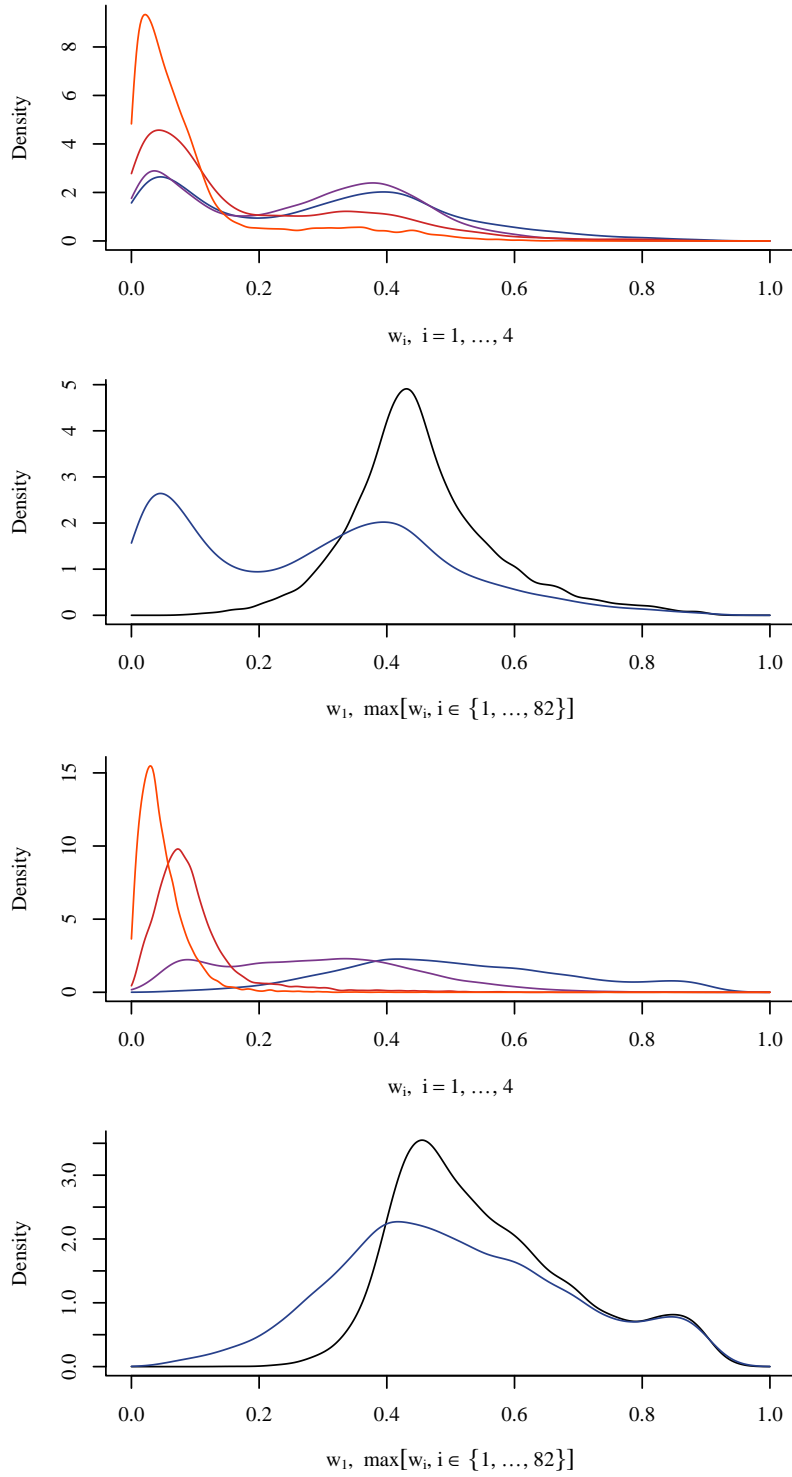 Density
0 2 4 6 8
0.0 0.2 0.4 0.6 0.8 1.0
wᵢ, i = 1, …, 4
Density
0 1 2 3 4 5
0.0 0.2 0.4 0.6 0.8 1.0
w₁, max[wᵢ, i ∈ {1, …, 82}]
Density
0 5 10 15
0.0 0.2 0.4 0.6 0.8 1.0
wᵢ, i = 1, …, 4
Density
0.0 1.0 2.0 3.0
0.0 0.2 0.4 0.6 0.8 1.0
w₁, max[wᵢ, i ∈ {1, …, 82}]